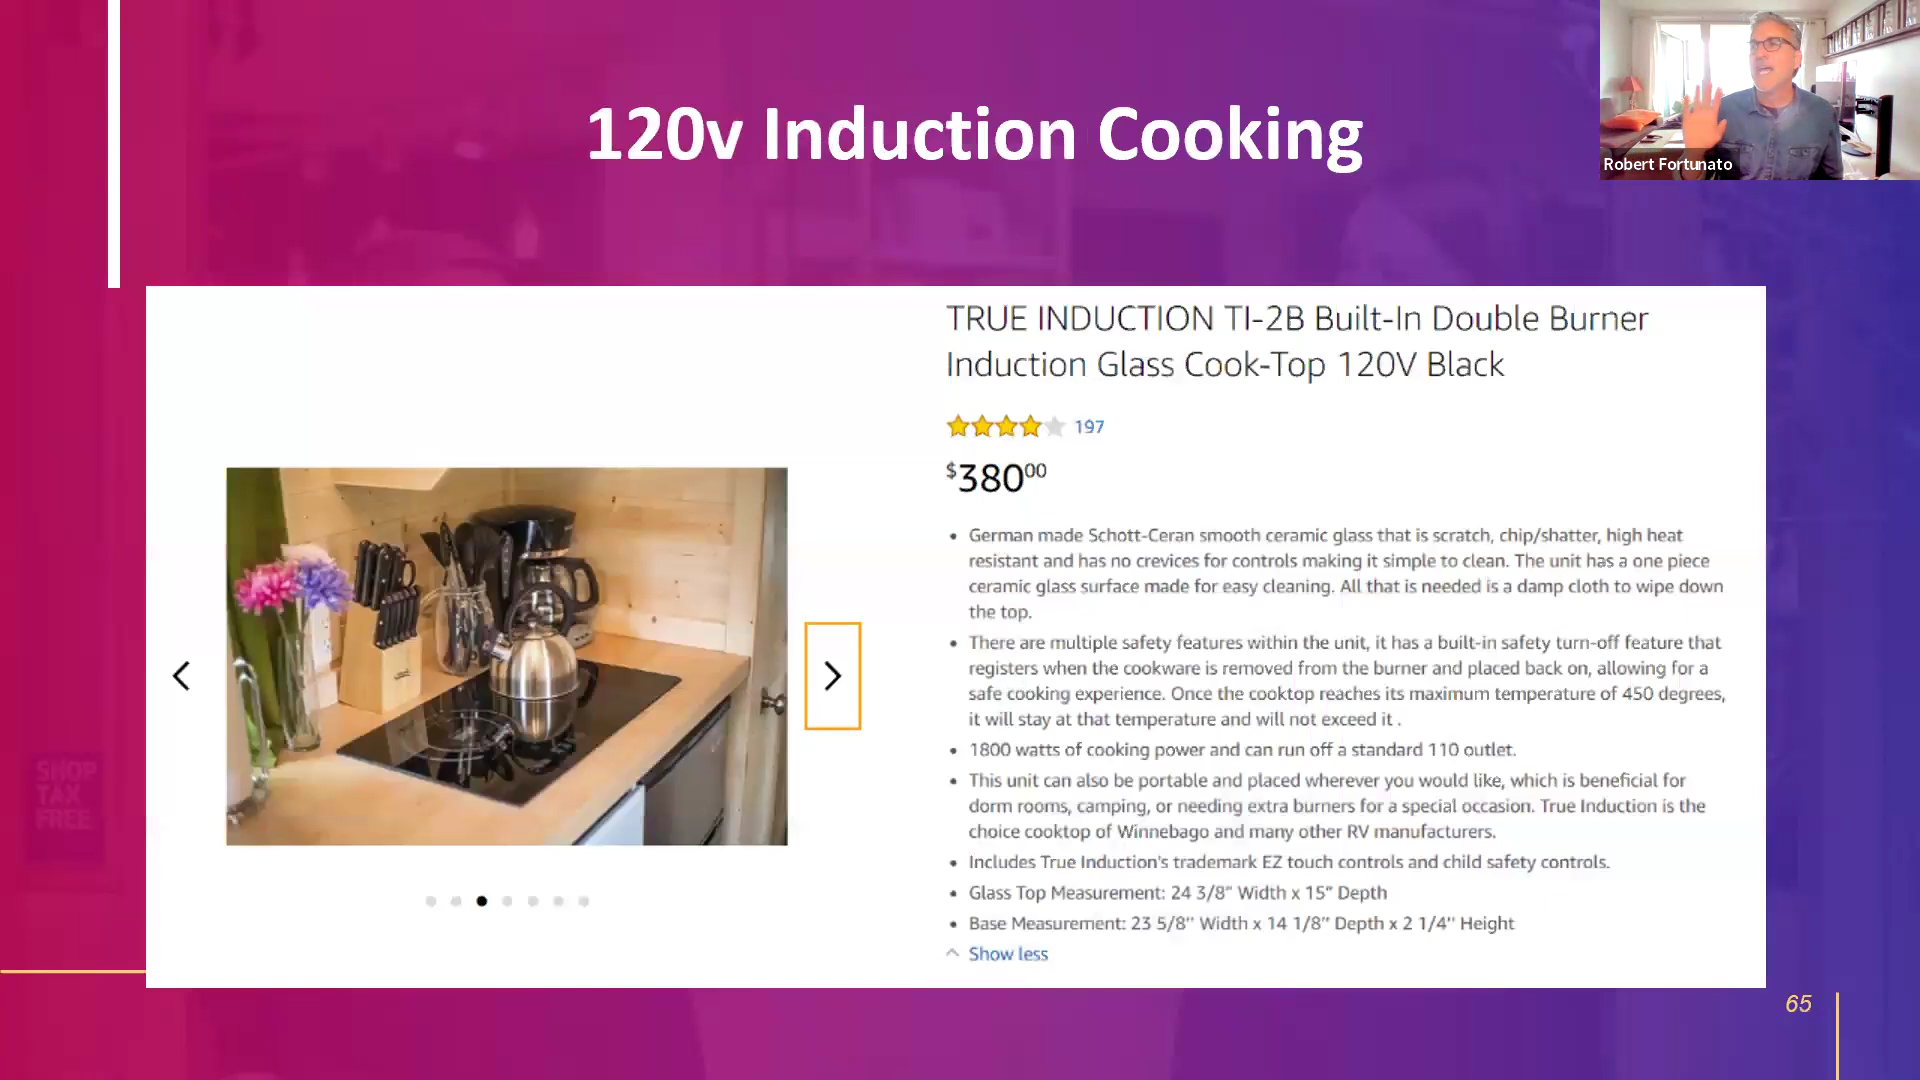 120v Induction Cooking
Robert Fortunato
TRUE INDUCTION TI-2B Built-In Double Burner
Induction Glass Cook-Top 120V Black
197
$38000
• German made Schott-Ceran smooth ceramic glass that is scratch, chip/shatter, high heat
resistant and has no crevices for controls making it simple to clean. The unit has a one piece
ceramic glass surface made for easy cleaning. All that is needed is a damp cloth to wipe down
the top.
• There are multiple safety features within the unit, it has a built-in safety turn-off feature that
registers when the cookware is removed from the burner and placed back on, allowing for a
safe cooking experience. Once the cooktop reaches its maximum temperature of 450 degrees,
it will stay at that temperature and will not exceed it .
• 1800 watts of cooking power and can run off a standard 110 outlet.
• This unit can also be portable and placed wherever you would like, which is beneficial for
dorm rooms, camping, or needing extra burners for a special occasion. True Induction is the
choice cooktop of Winnebago and many other RV manufacturers.
• Includes True Induction's trademark EZ touch controls and child safety controls.
• Glass Top Measurement: 24 3/8" Width x 15" Depth
• Base Measurement: 23 5/8" Width x 14 1/8" Depth x 2 1/4" Height
Show less
SHOP
TAX
FREE
65